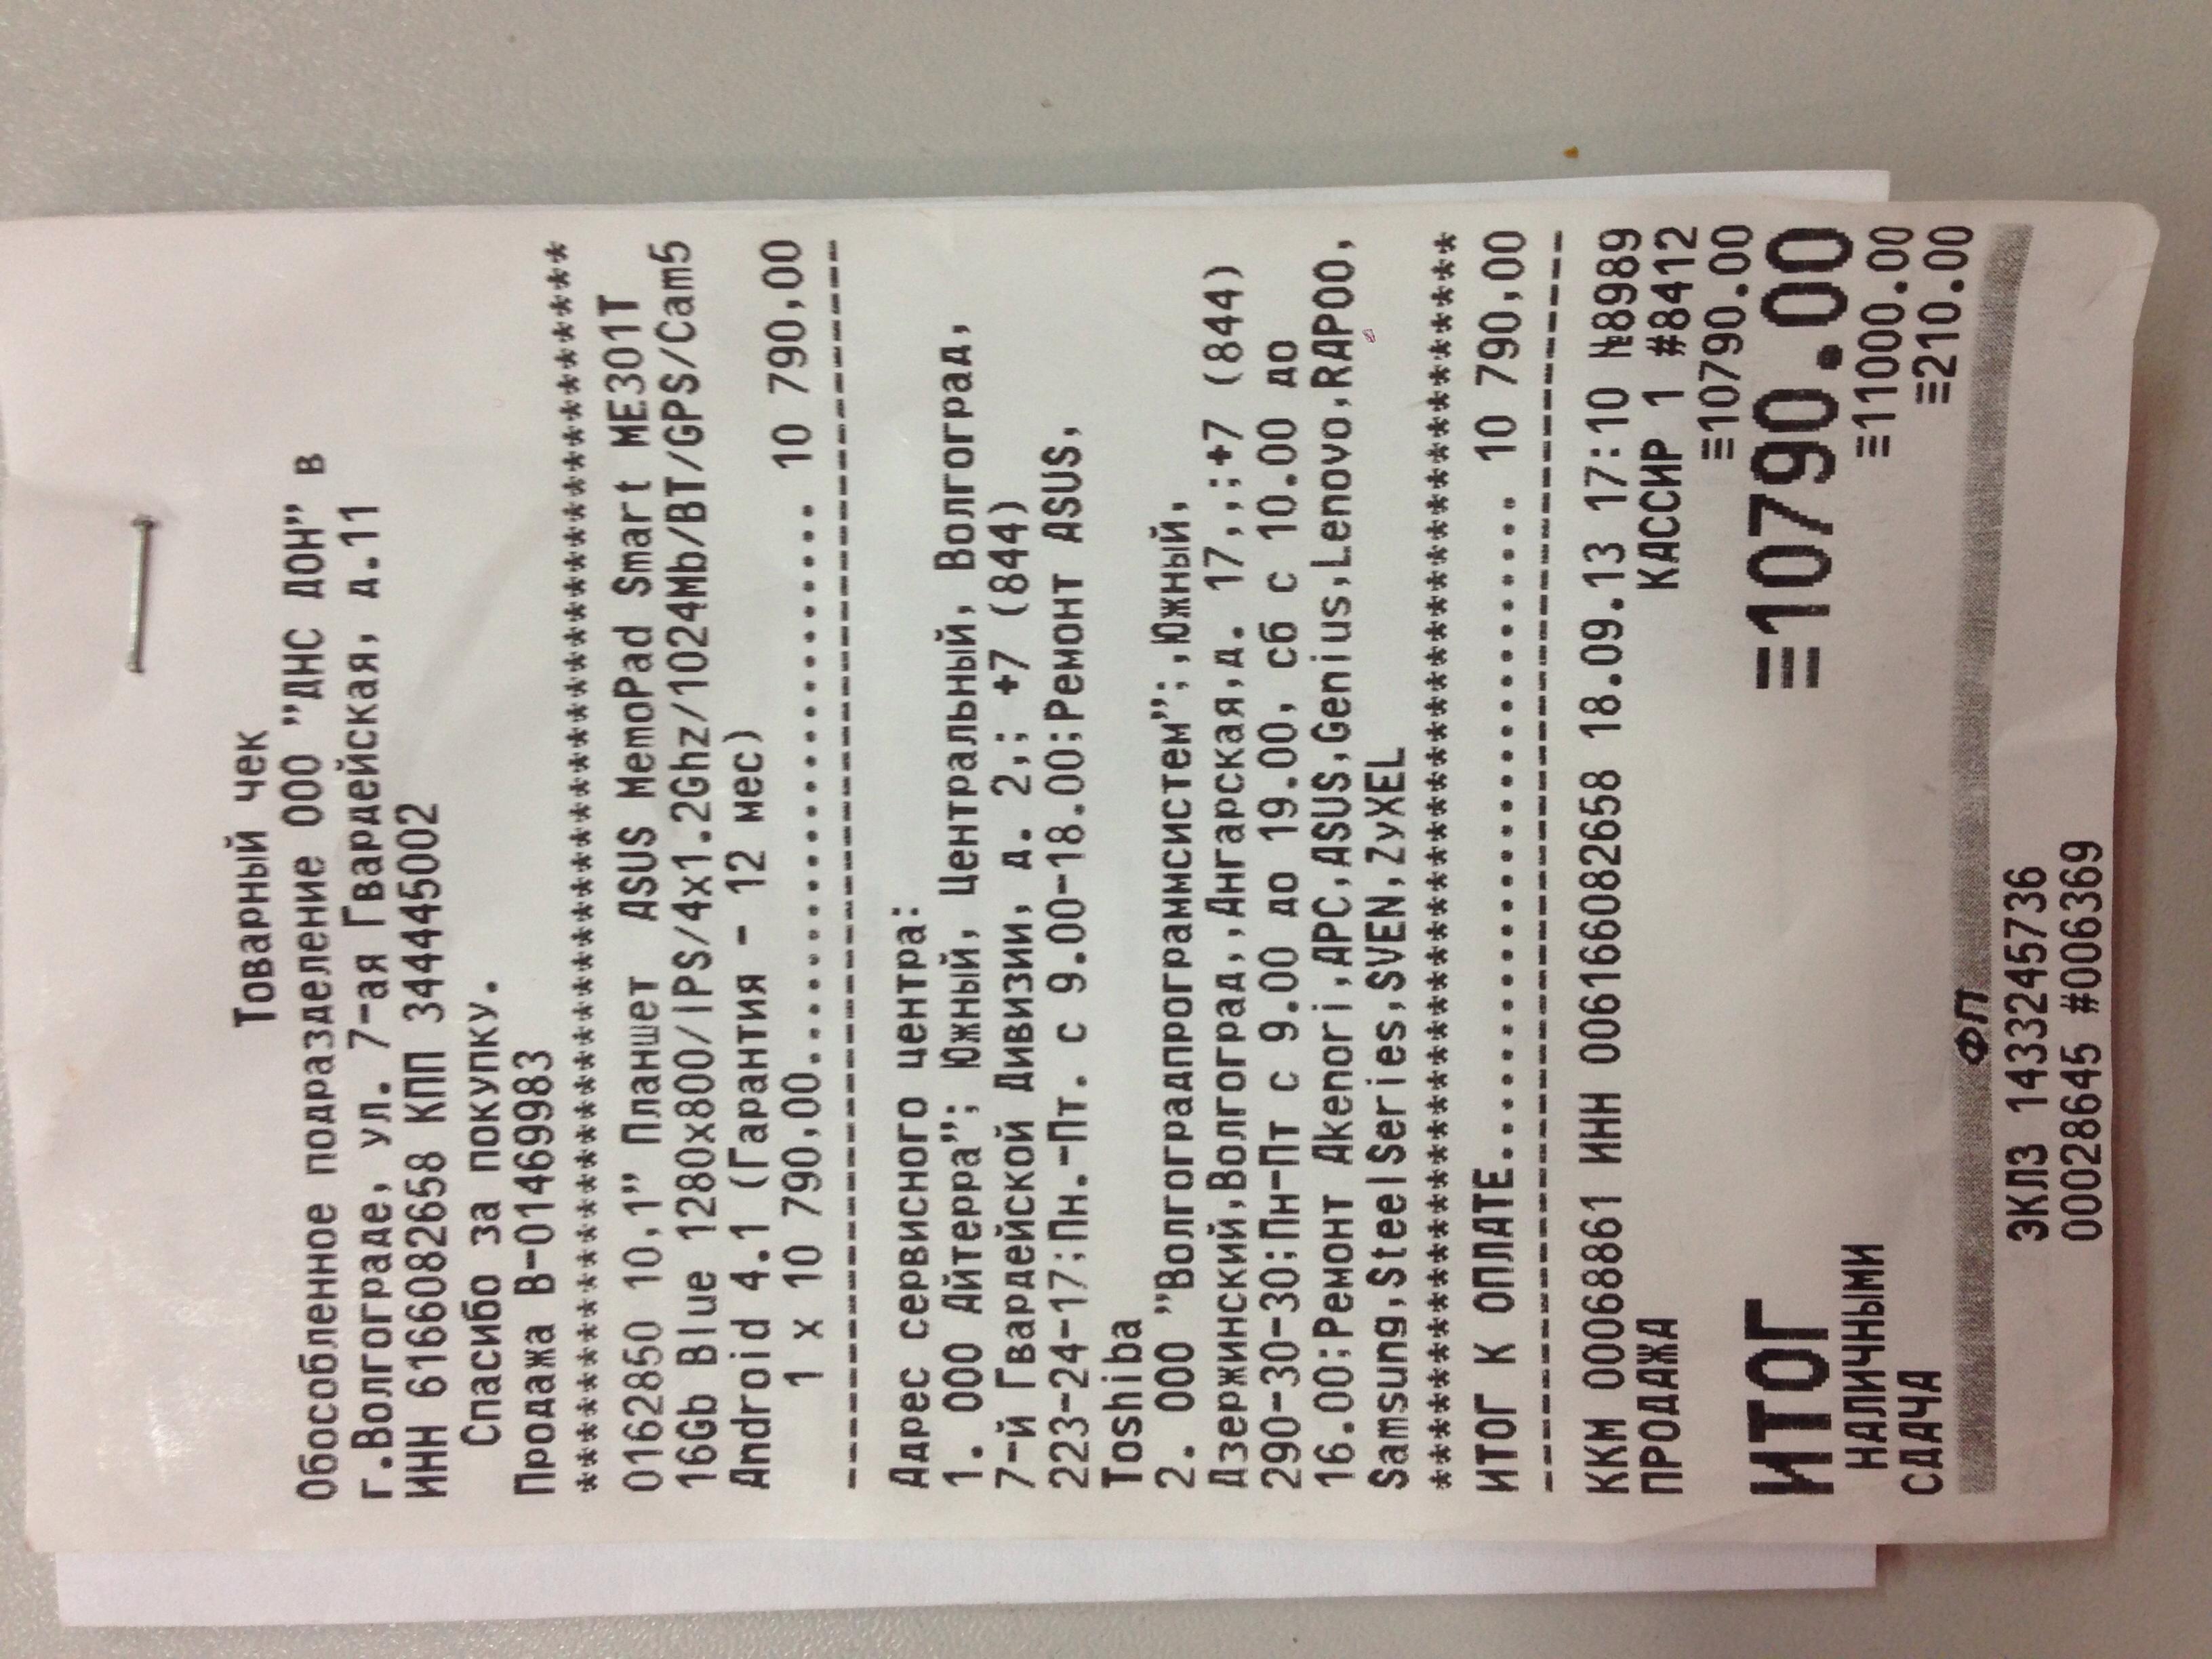 Товарный чек
Обособленное подразделение ООО "ДНС ДОН" в
г.Волгограде, ул. 7-ая Гвардейская, д.11
ИНН 6166082658 КПП 344445002
Спасибо за покупку.
Продажа В-01469983
****************************************
0162850 10,1" Планшет ASUS MemoPad Smart ME301T
16Gb Blue 1280x800/IPS/4x1.2Ghz/1024Mb/BT/GPS/Cam5
Android 4.1 (Гарантия - 12 мес)
1 x 10 790,00........................ 10 790,00
----------------------------------------
Адрес сервисного центра:
1. ООО Айтерра"; Южный, Центральный, Волгоград,
7-й Гвардейской Дивизии, д. 2,; +7 (844)
223-24-17;Пн.-Пт. с 9.00-18.00;Ремонт ASUS,
Toshiba
2. ООО "Волгоградпрограммсистем";,Южный,
Дзержинский,Волгоград,,Ангарская,д. 17,,;+7 (844)
290-30-30;Пн-Пт с 9.00 до 19.00, сб с 10.00 до
16.00;Ремонт Akenori,APC,ASUS,Genius,Lenovo,RAPOO,
Samsung,SteelSeries,SVEN,ZyXEL
****************************************
ИТОГ К ОПЛАТЕ........................ 10 790,00
----------------------------------------
ККМ 00068861 ИНН 006166082658 18.09.13 17:10 №8989
ПРОДАЖА КАССИР 1 #8412
≡10790.00
ИТОГ ≡10790.00
НАЛИЧНЫМИ ≡11000.00
СДАЧА ≡210.00
ФП
ЭКЛЗ 1433245736
00028645 #006369